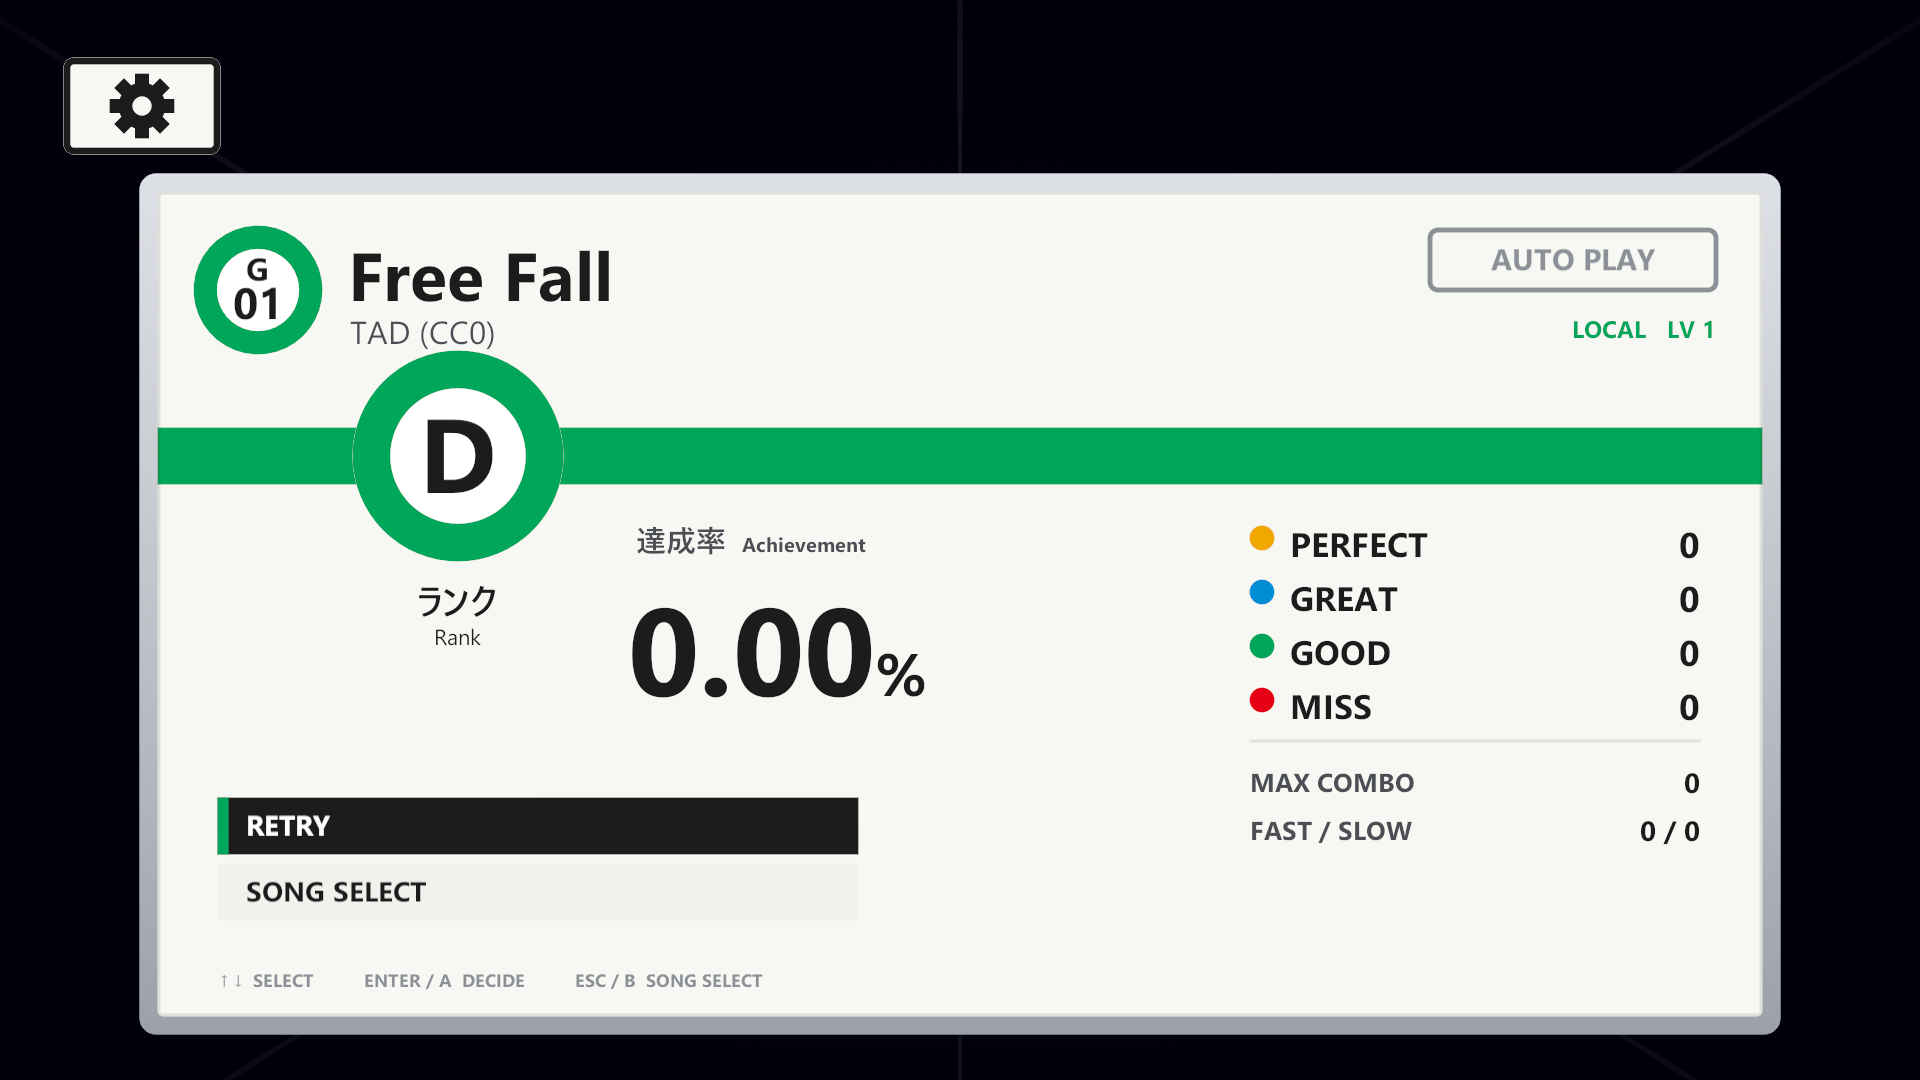 G
01
Free Fall
TAD (CC0)
AUTO PLAY
LOCAL LV 1
D
ランク
Rank
達成率 Achievement
0.00%
PERFECT 0
GREAT 0
GOOD 0
MISS 0
MAX COMBO 0
FAST / SLOW 0 / 0
RETRY
SONG SELECT
↑↓ SELECT ENTER / A DECIDE ESC / B SONG SELECT